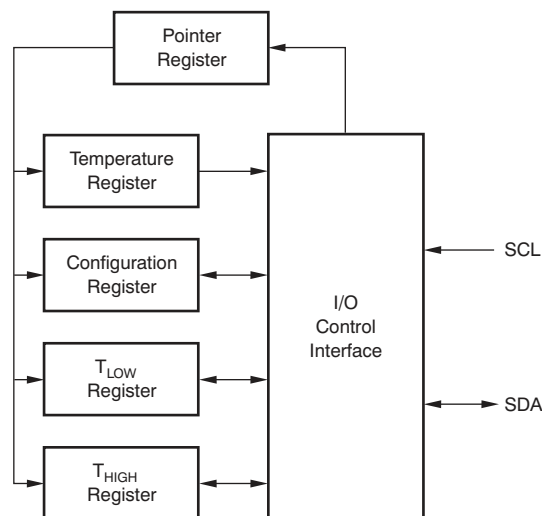 Pointer
Register
Temperature
Register
Configuration
Register
TLOW
Register
THIGH
Register
I/O
Control
Interface
SCL
SDA